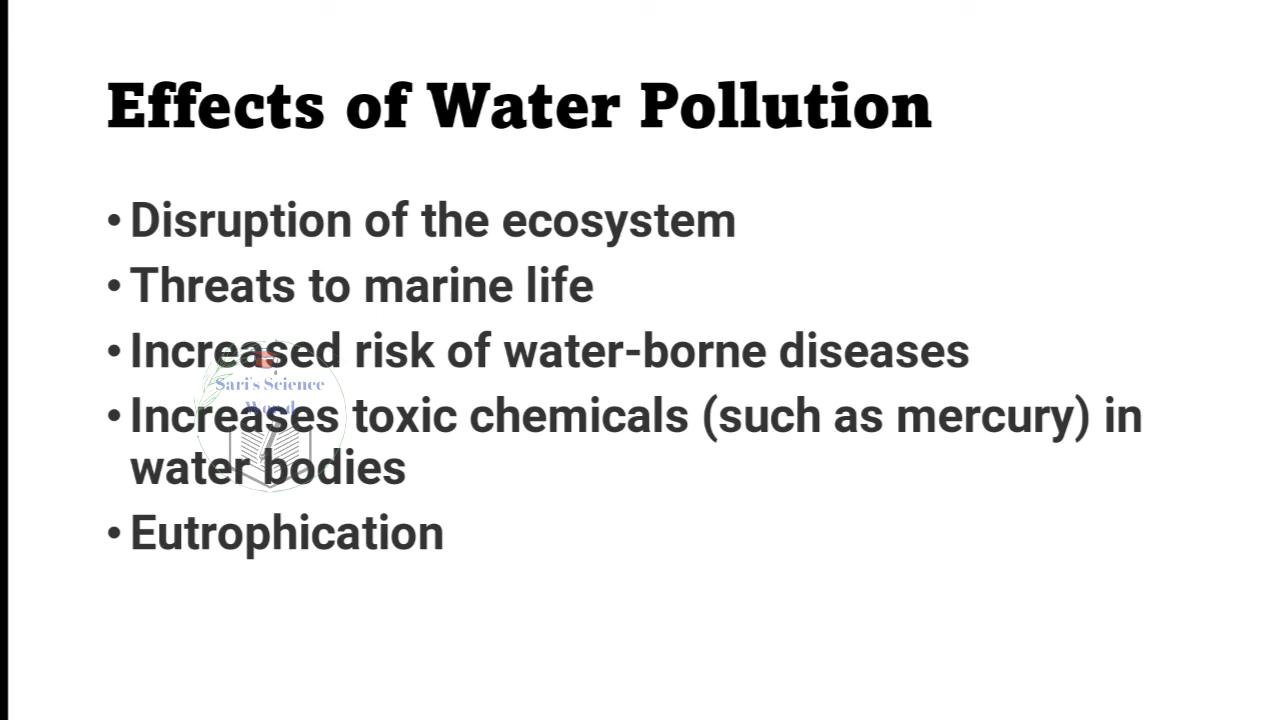 Effects of Water Pollution
• Disruption of the ecosystem
• Threats to marine life
• Increased risk of water-borne diseases
Sari's Science
World
• Increases toxic chemicals (such as mercury) in
water bodies
• Eutrophication